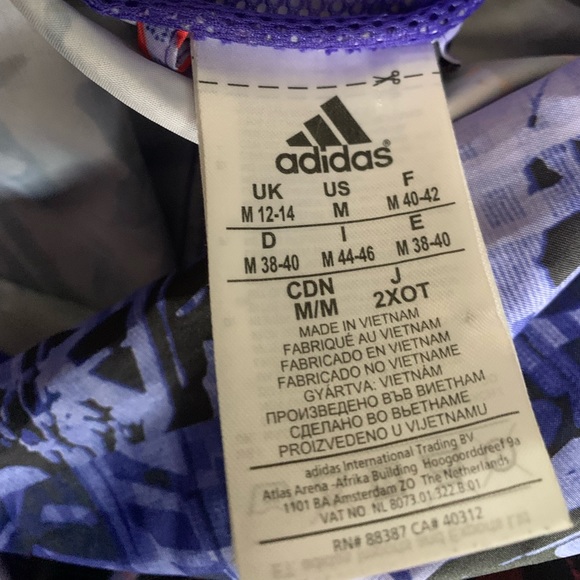 adidas®
UK US F
M 12-14 M M 40-42
D I E
M 38-40 M 44-46 M 38-40
CDN J
M/M 2XOT
MADE IN VIETNAM
FABRIQUÉ AU VIETNAM
FABRICADO EN VIETNAM
FABRICADO NO VIETNAME
GYÁRTVA: VIETNÁM
ПРОИЗВЕДЕНО ВЪВ ВИЕТНАМ
СДЕЛАНО ВО ВЬЕТНАМЕ
PROIZVEDENO U VIJETNAMU
adidas International Trading BV
Atlas Arena -Afrika Building Hoogoorddreef 9a
1101 BA Amsterdam ZO The Netherlands
VAT NO NL 8073.01.322 B 01
RN# 88387 CA# 40312